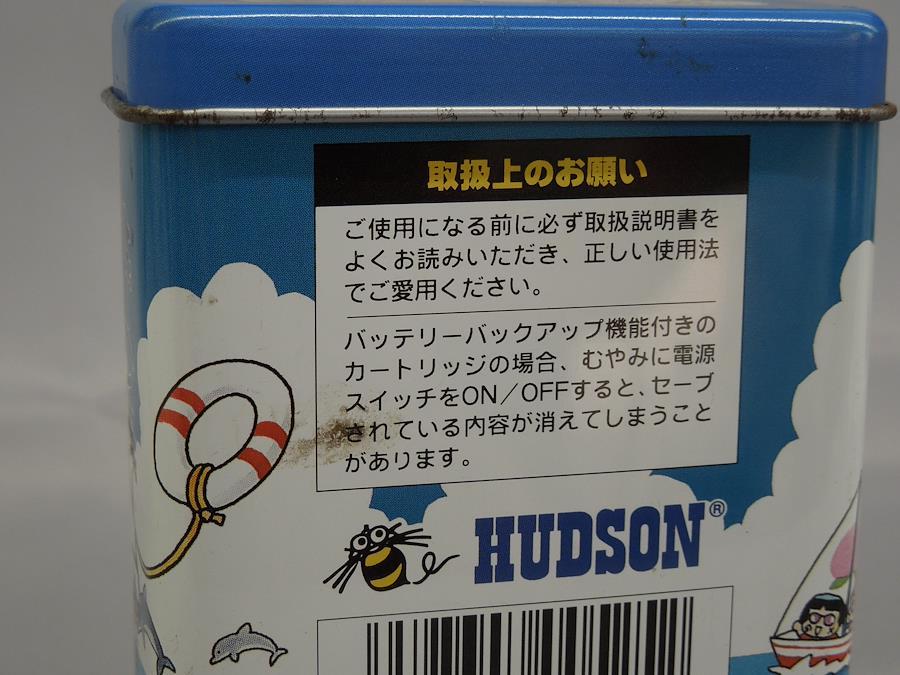 取扱上のお願い
ご使用になる前に必ず取扱説明書を
よくお読みいただき、正しい使用法
でご愛用ください。
バッテリーバックアップ機能付きの
カートリッジの場合、むやみに電源
スイッチをON／OFFすると、セーブ
されている内容が消えてしまうこと
があります。
HUDSON®